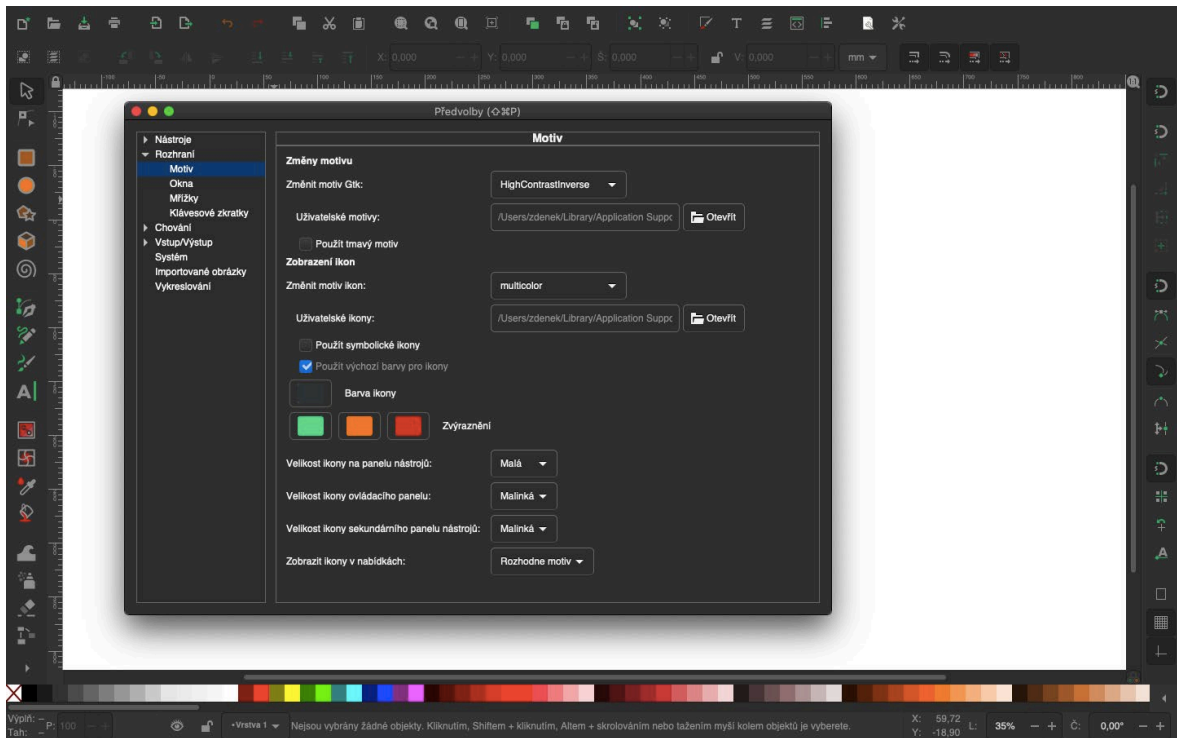 X: 0,000 Y: 0,000 Š: 0,000 V: 0,000 mm
Předvolby (⇧⌘P)
Nástroje
Rozhraní
Motiv
Okna
Mřížky
Klávesové zkratky
Chování
Vstup/Výstup
Systém
Importované obrázky
Vykreslování
Motiv
Změny motivu
Změnit motiv Gtk: HighContrastInverse
Uživatelské motivy: /Users/zdenek/Library/Application Suppo Otevřít
Použít tmavý motiv
Zobrazení ikon
Změnit motiv ikon: multicolor
Uživatelské ikony: /Users/zdenek/Library/Application Suppo Otevřít
Použít symbolické ikony
Použít výchozí barvy pro ikony
Barva ikony
Zvýraznění
Velikost ikony na panelu nástrojů: Malá
Velikost ikony ovládacího panelu: Malinká
Velikost ikony sekundárního panelu nástrojů: Malinká
Zobrazit ikony v nabídkách: Rozhodne motiv
Výplň: –
Tah: –
P: 100
•Vrstva 1
Nejsou vybrány žádné objekty. Kliknutím, Shiftem + kliknutím, Altem + skrolováním nebo tažením myší kolem objektů je vyberete.
X: 59,72
Y: -18,90
L: 35%
Č: 0,00°